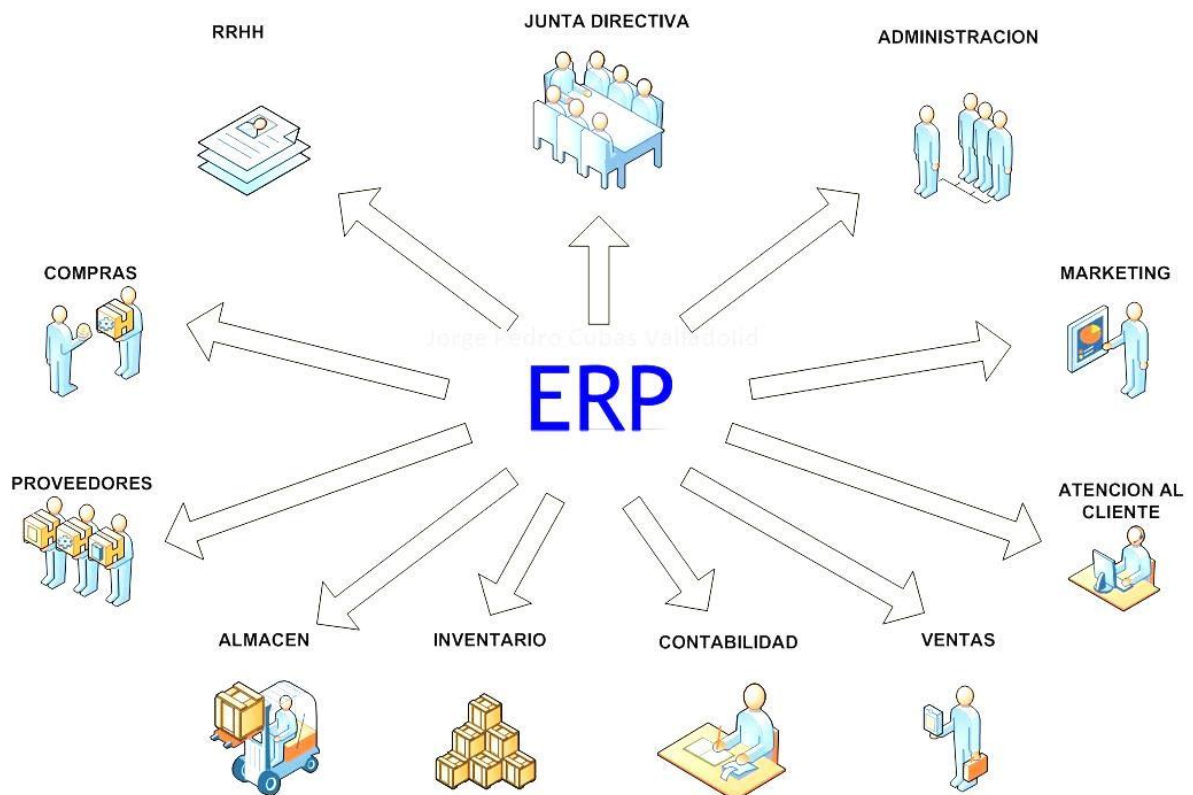 JUNTA DIRECTIVA
RRHH
ADMINISTRACION
COMPRAS
MARKETING
Jorge Pedro Cubas Valladolid
ERP
PROVEEDORES
ATENCION AL
CLIENTE
ALMACEN
INVENTARIO
CONTABILIDAD
VENTAS